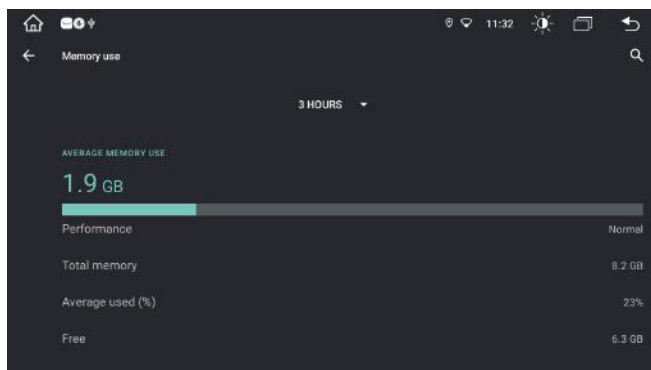 11:32
Memory use
3 HOURS
AVERAGE MEMORY USE
1.9 GB
Performance Normal
Total memory 8.2 GB
Average used (%) 23%
Free 6.3 GB